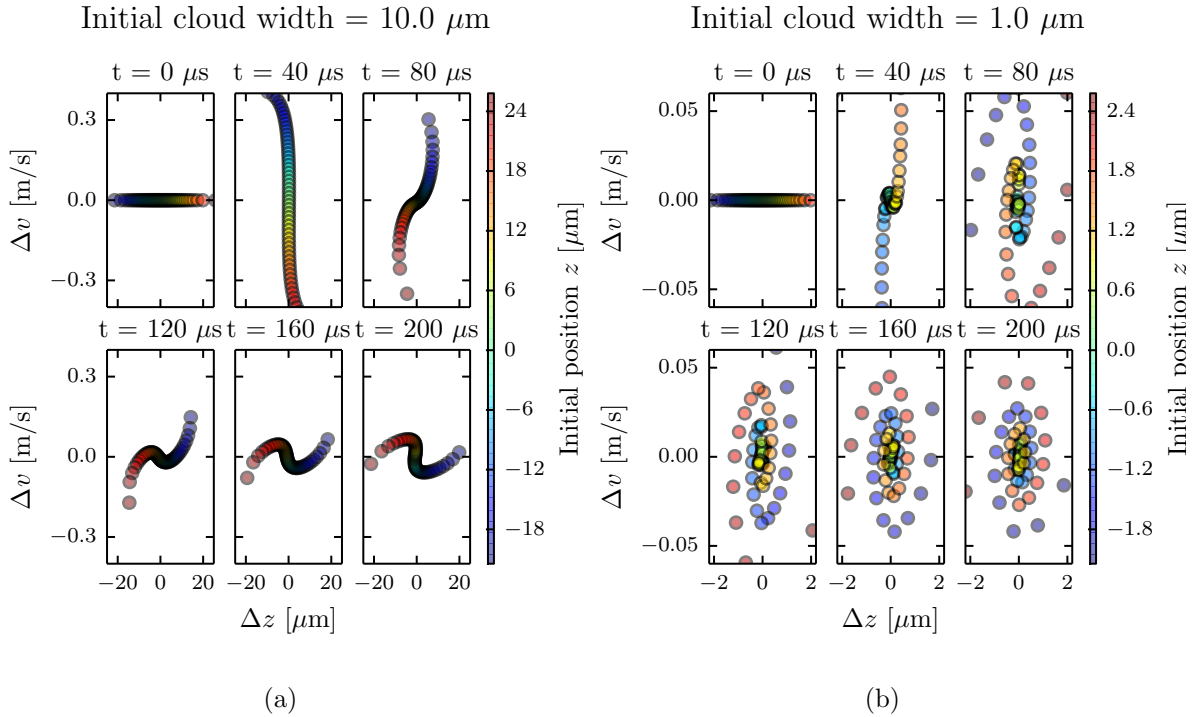 Initial cloud width = 10.0 μm
t = 0 μs t = 40 μs t = 80 μs
Δv [m/s]
0.3
0.0
−0.3
t = 120 μs t = 160 μs t = 200 μs
Δv [m/s]
0.3
0.0
−0.3
−20 0 20 −20 0 20 −20 0 20
Δz [μm]
24
18
12
6
0
−6
−12
−18
Initial position z [μm]
(a)
Initial cloud width = 1.0 μm
t = 0 μs t = 40 μs t = 80 μs
Δv [m/s]
0.06
0.00
−0.06
t = 120 μs t = 160 μs t = 200 μs
Δv [m/s]
0.05
0.00
−0.05
−2 0 2 −2 0 2 −2 0 2
Δz [μm]
2.4
1.8
1.2
0.6
0.0
−0.6
−1.2
−1.8
Initial position z [μm]
(b)